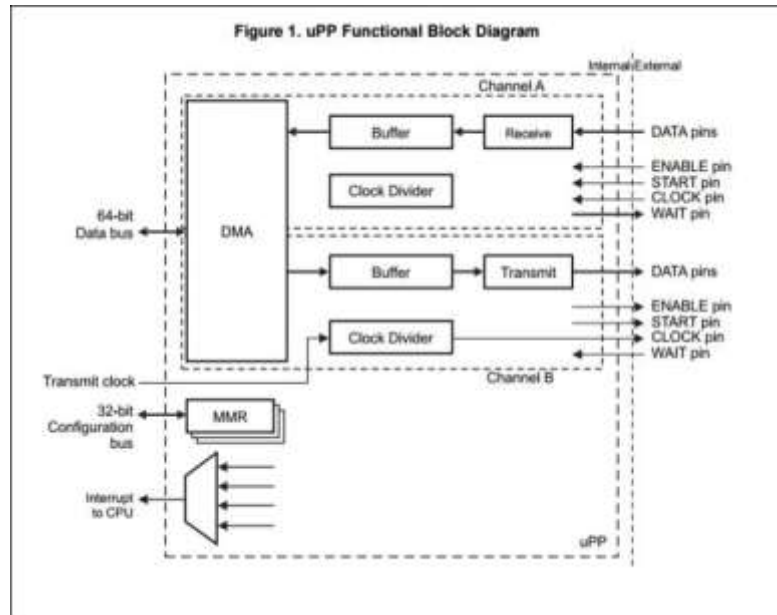 Figure 1. uPP Functional Block Diagram
Internal External
Channel A
Buffer
Receive
DATA pins
ENABLE pin
START pin
CLOCK pin
WAIT pin
Clock Divider
64-bit
Data bus
DMA
Buffer
Transmit
DATA pins
ENABLE pin
START pin
CLOCK pin
WAIT pin
Clock Divider
Transmit clock
Channel B
32-bit
Configuration
bus
MMR
Interrupt
to CPU
uPP